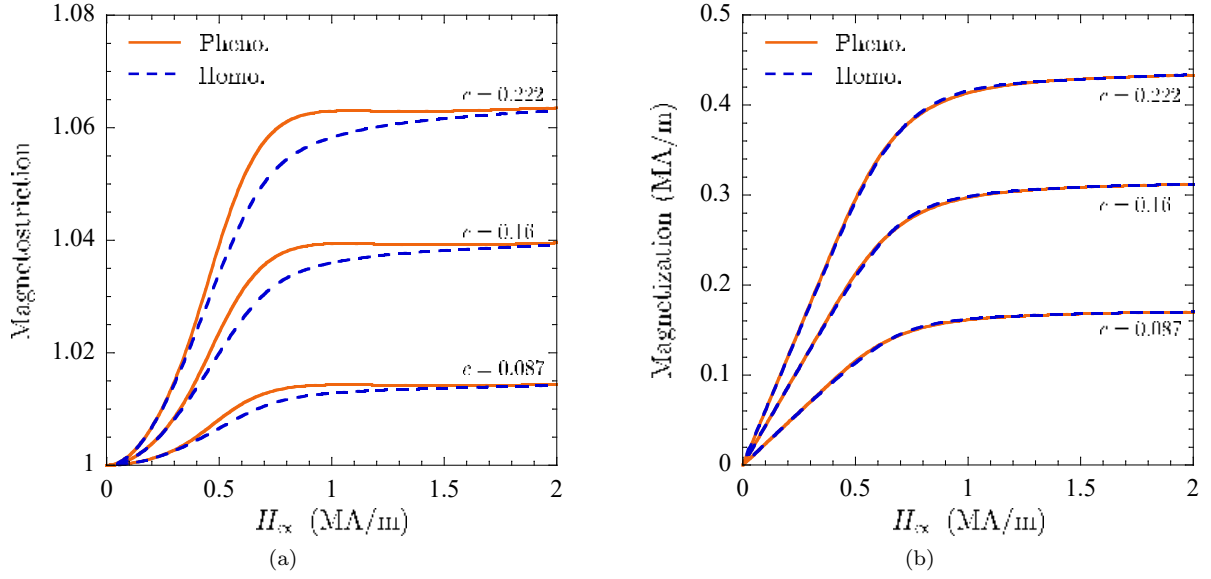 1.08
Pheno.
Homo.
c = 0.222
1.06
Magnetostriction
1.04
c = 0.16
1.02
c = 0.087
1
0 0.5 1 1.5 2
H_ex (MA/m)
(a)
0.5
Pheno.
Homo.
0.4
c = 0.222
Magnetization (MA/m)
0.3
c = 0.16
0.2
c = 0.087
0.1
0
0 0.5 1 1.5 2
H_ex (MA/m)
(b)